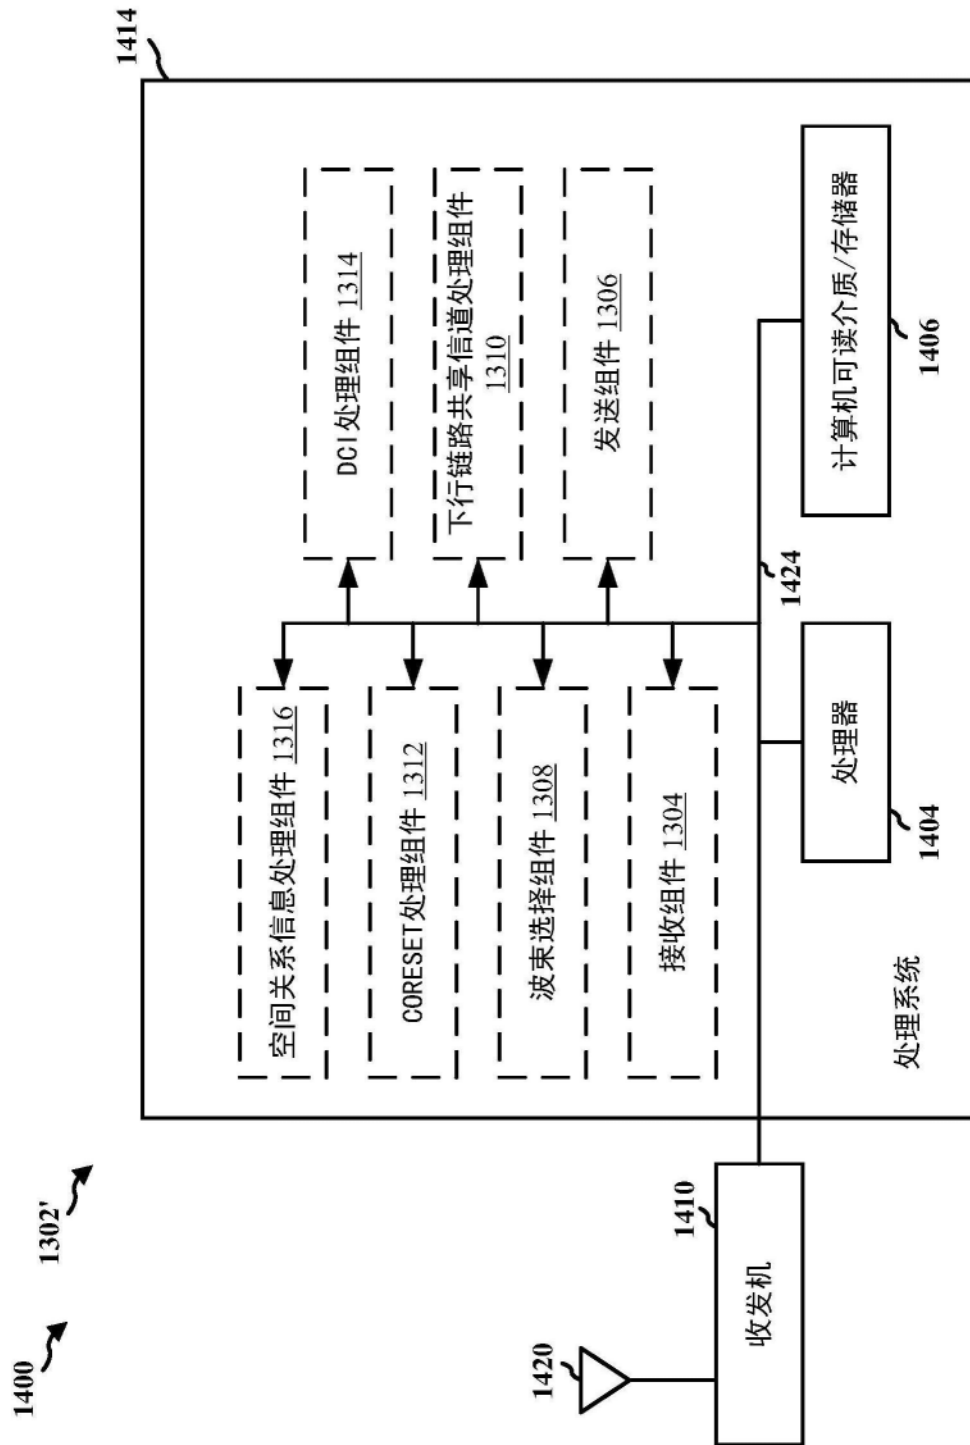 1400
1302'
1414
空间关系信息处理组件 1316
DCI处理组件 1314
CORESET处理组件 1312
下行链路共享信道处理组件
1310
波束选择组件 1308
发送组件 1306
接收组件 1304
1420
1410
收发机
1424
处理系统
处理器
1404
计算机可读介质/存储器
1406